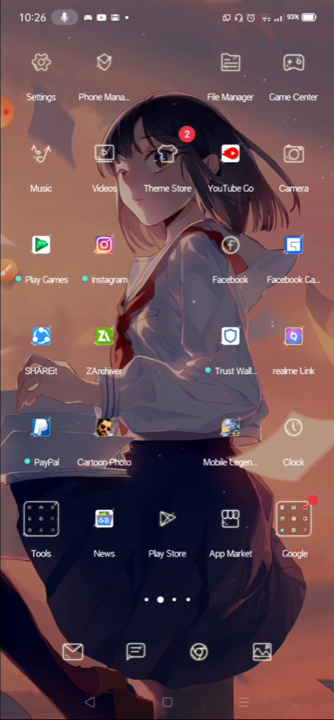 10:26 93%
Settings Phone Mana... File Manager Game Center
Music Videos 2 Theme Store YouTube Go Camera
Play Games Instagram Facebook Facebook Ga...
SHAREit ZArchiver Trust Wall... realme Link
PayPal Cartoon Photo Mobile Legen... Clock
Tools News Play Store App Market Google